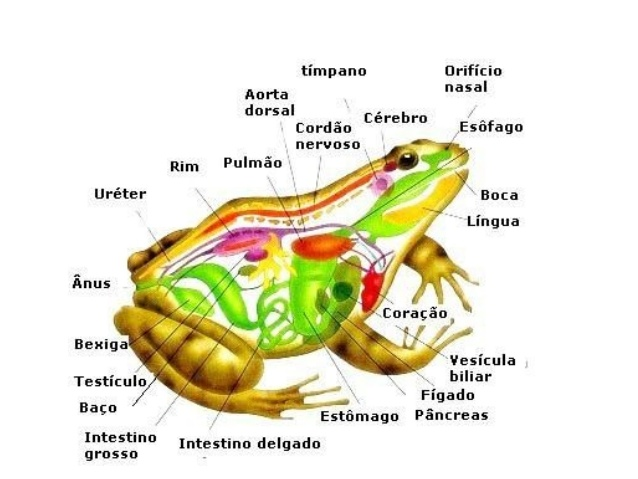 tímpano
Orifício
nasal
Aorta
dorsal
Cérebro
Cordão
nervoso
Esôfago
Pulmão
Rim
Uréter
Boca
Língua
Ânus
Coração
Bexiga
Vesícula
biliar
Testículo
Fígado
Baço
Estômago
Pâncreas
Intestino
grosso
Intestino delgado